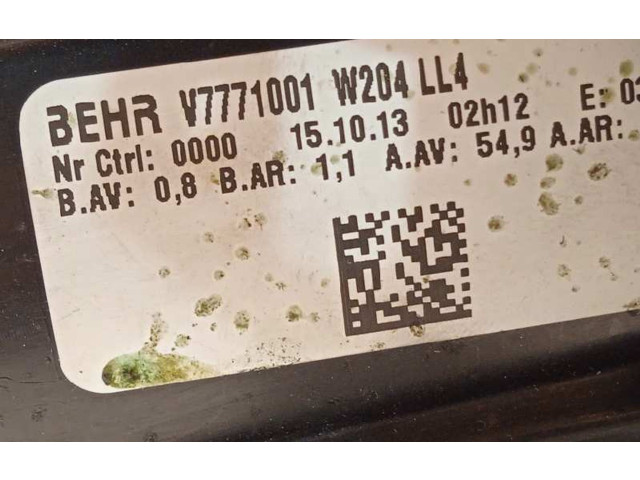 BEHR V7771001 W204 LL4
Nr Ctrl: 0000 15.10.13 02h12 E: 03
B.AV: 0,8 B.AR: 1,1 A.AV: 54,9 A.AR: